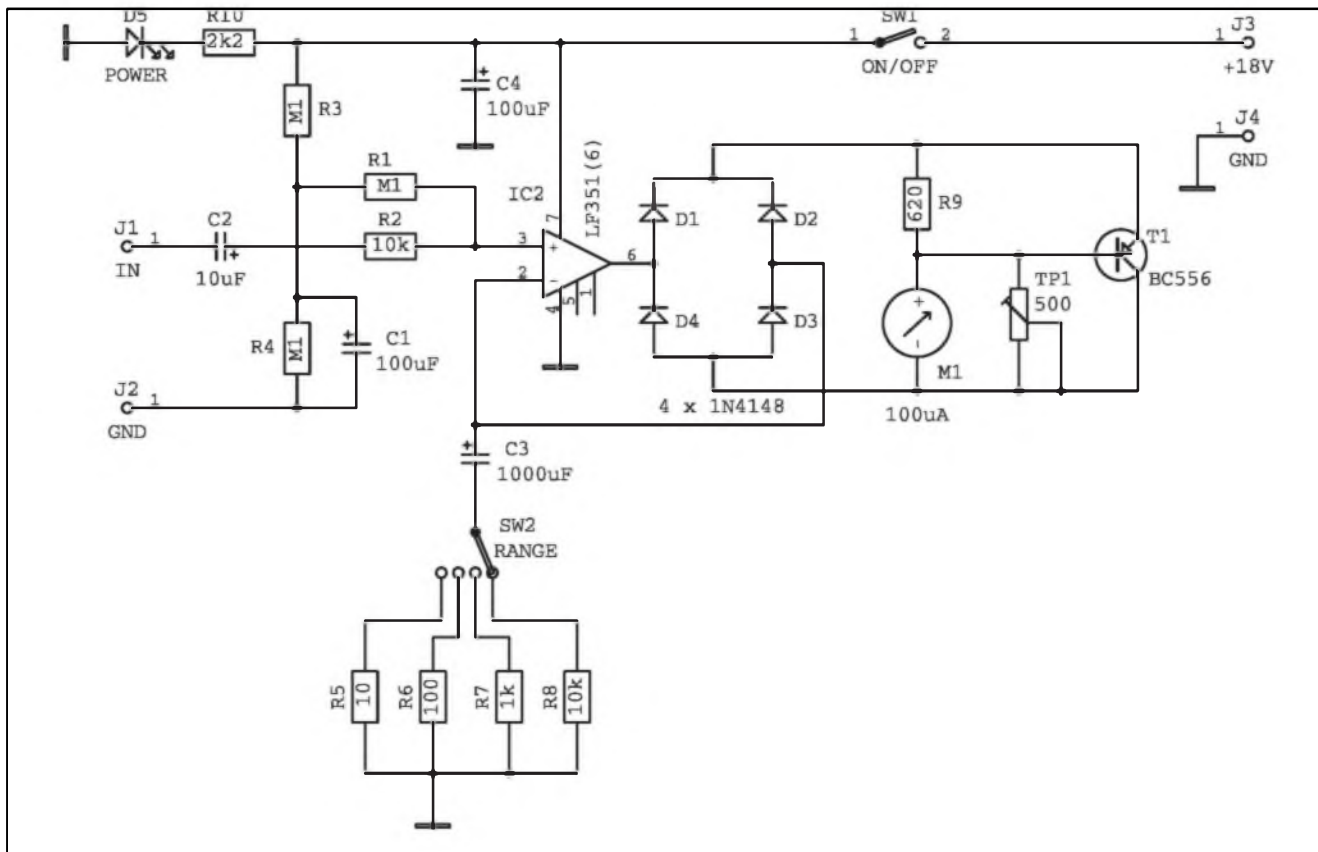 D5
R10
2k2
POWER
SW1
1
2
ON/OFF
1
J3
+18V
M1
R3
C4
+
100uF
J4
1
GND
R1
M1
IC2
LF351(6)
7
R2
10k
J1
1
IN
C2
+
10uF
3
+
2
-
4
5
1
6
D1
D2
D4
D3
620
R9
T1
BC556
TP1
500
+
-
M1
100uA
R4
M1
+
C1
100uF
J2
1
GND
4 x 1N4148
+
C3
1000uF
SW2
RANGE
R5
10
R6
100
R7
1k
R8
10k